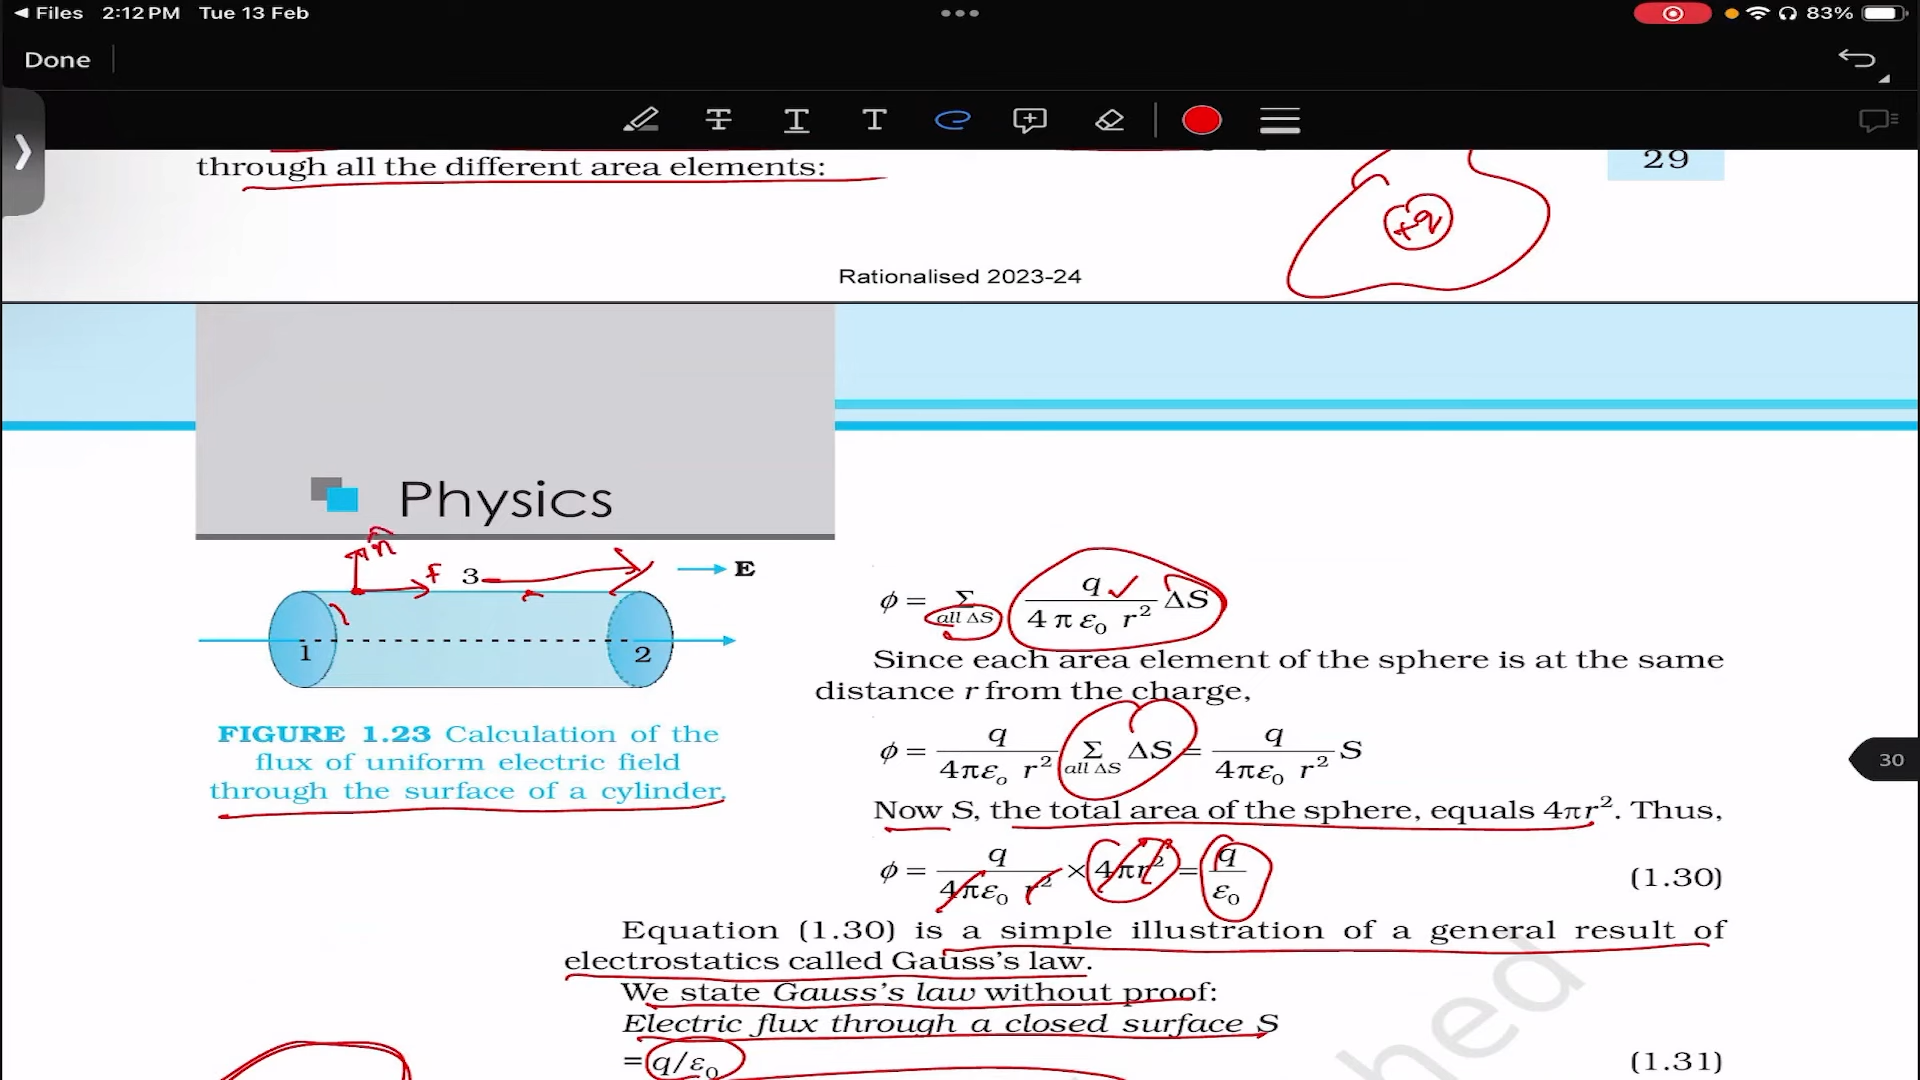 Files 2:12 PM Tue 13 Feb
83%
Done
through all the different area elements:
29
+q
Rationalised 2023-24
Physics
n̂
3
E
1
2
FIGURE 1.23 Calculation of the
flux of uniform electric field
through the surface of a cylinder.
ϕ = Σ all ΔS q / 4 π ε₀ r² ΔS
Since each area element of the sphere is at the same
distance r from the charge,
ϕ = q / 4πεₒ r² Σ all ΔS ΔS = q / 4πε₀ r² S
Now S, the total area of the sphere, equals 4πr². Thus,
ϕ = q / 4πε₀ r² × 4πr² = q / ε₀ (1.30)
Equation (1.30) is a simple illustration of a general result of
electrostatics called Gauss's law.
We state Gauss's law without proof:
Electric flux through a closed surface S
= q/ε₀ (1.31)
30